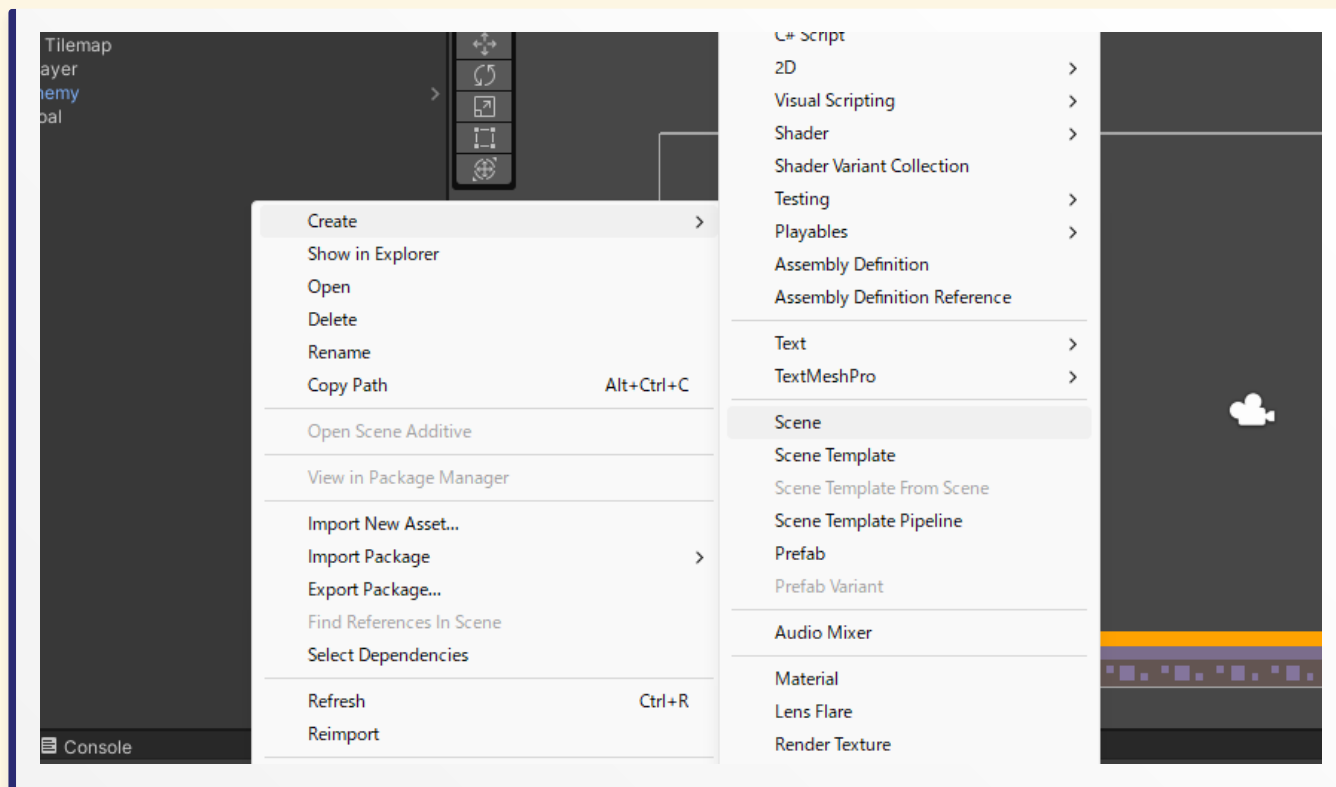 Tilemap
ayer
nemy
oal
Console
Create
Show in Explorer
Open
Delete
Rename
Copy Path Alt+Ctrl+C
Open Scene Additive
View in Package Manager
Import New Asset...
Import Package
Export Package...
Find References In Scene
Select Dependencies
Refresh Ctrl+R
Reimport
C# Script
2D
Visual Scripting
Shader
Shader Variant Collection
Testing
Playables
Assembly Definition
Assembly Definition Reference
Text
TextMeshPro
Scene
Scene Template
Scene Template From Scene
Scene Template Pipeline
Prefab
Prefab Variant
Audio Mixer
Material
Lens Flare
Render Texture